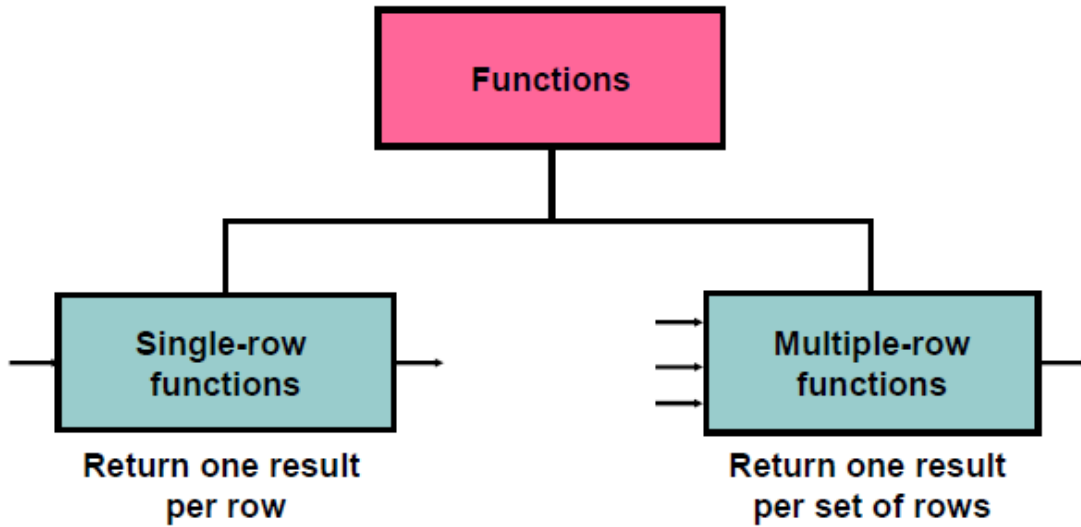 Functions
Single-row
functions
Multiple-row
functions
Return one result
per row
Return one result
per set of rows